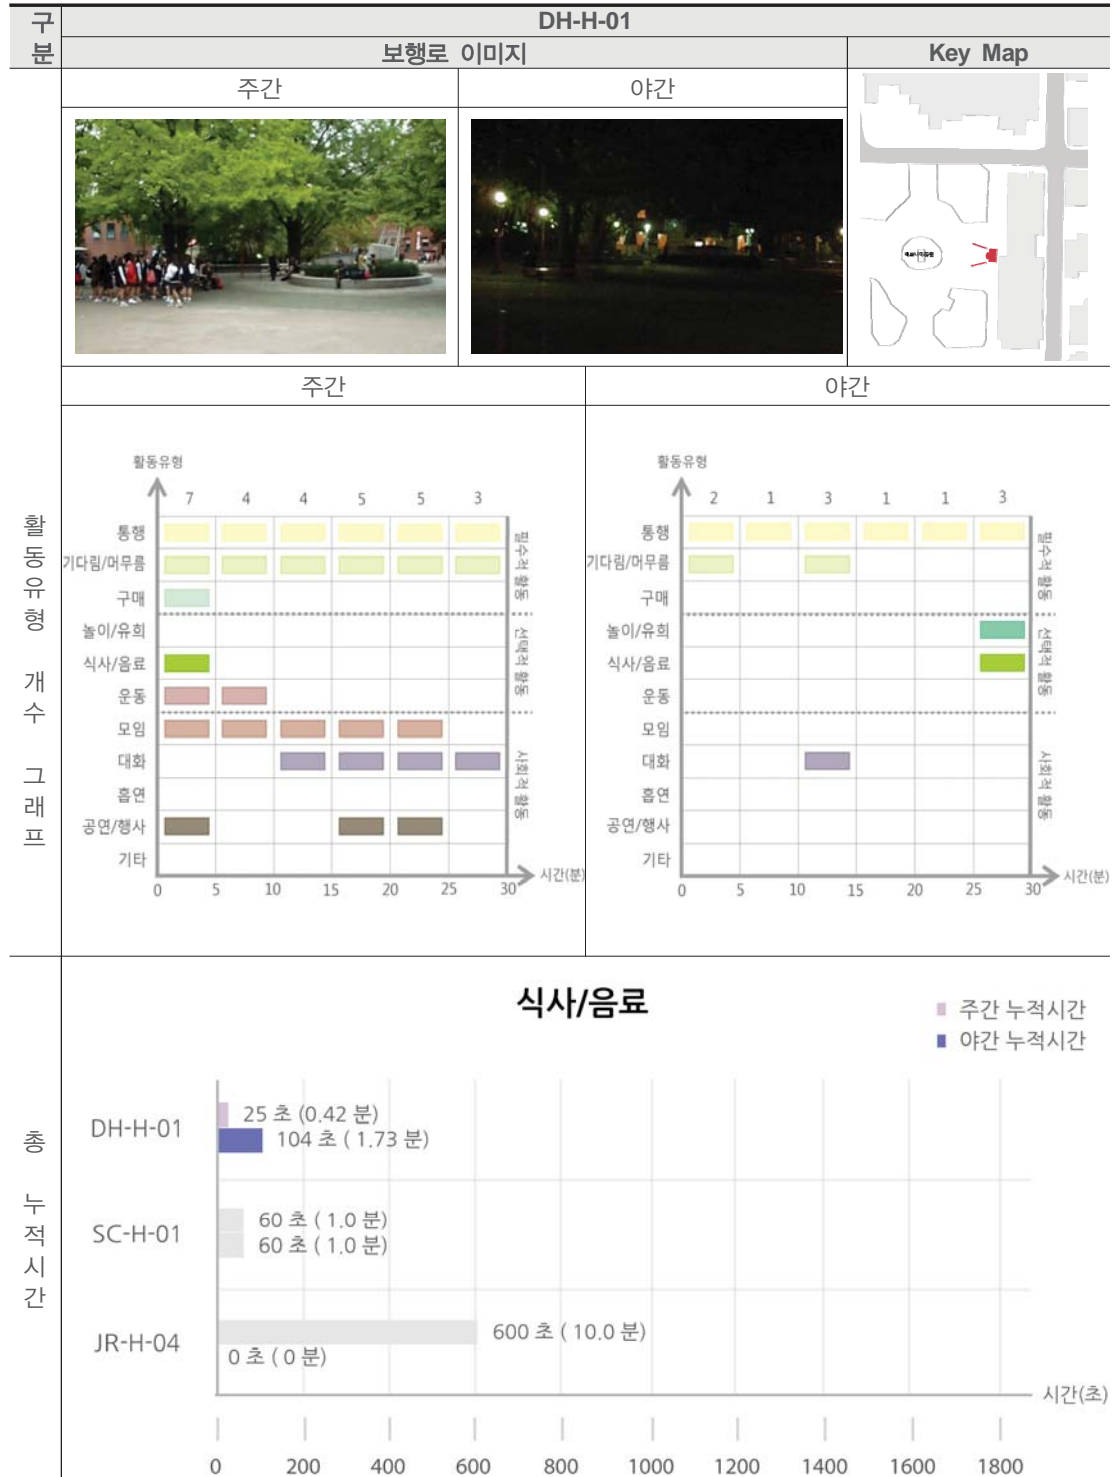 구분
DH-H-01
보행로 이미지
Key Map
주간
야간
마로니에공원
주간
야간
활동유형 개수 그래프
활동유형
7 4 4 5 5 3
통행
기다림/머무름
구매
놀이/유희
식사/음료
운동
모임
대화
흡연
공연/행사
기타
필수적 활동
선택적 활동
사회적 활동
0 5 10 15 20 25 30
시간(분)
활동유형
2 1 3 1 1 3
통행
기다림/머무름
구매
놀이/유희
식사/음료
운동
모임
대화
흡연
공연/행사
기타
필수적 활동
선택적 활동
사회적 활동
0 5 10 15 20 25 30
시간(분)
총 누적시간
식사/음료
주간 누적시간
야간 누적시간
DH-H-01
25 초 (0.42 분)
104 초 ( 1.73 분)
SC-H-01
60 초 ( 1.0 분)
60 초 ( 1.0 분)
JR-H-04
600 초 ( 10.0 분)
0 초 ( 0 분)
시간(초)
0 200 400 600 800 1000 1200 1400 1600 1800